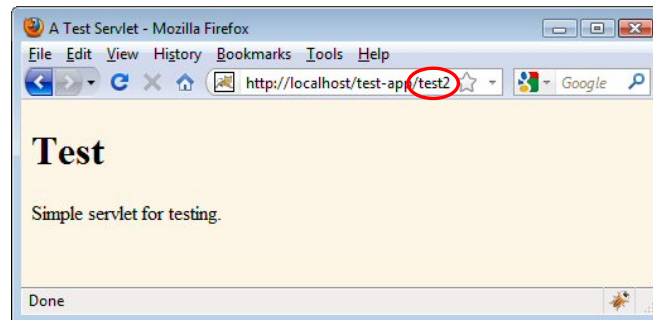 A Test Servlet - Mozilla Firefox
File Edit View History Bookmarks Tools Help
http://localhost/test-app/test2 Google
Test
Simple servlet for testing.
Done